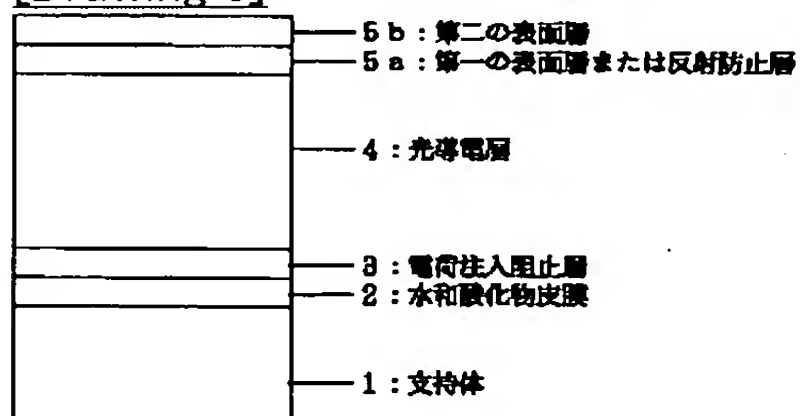 5b：第二の表面層
5a：第一の表面層または反射防止層
4：光導電層
3：電荷注入阻止層
2：水和酸化物皮膜
1：支持体